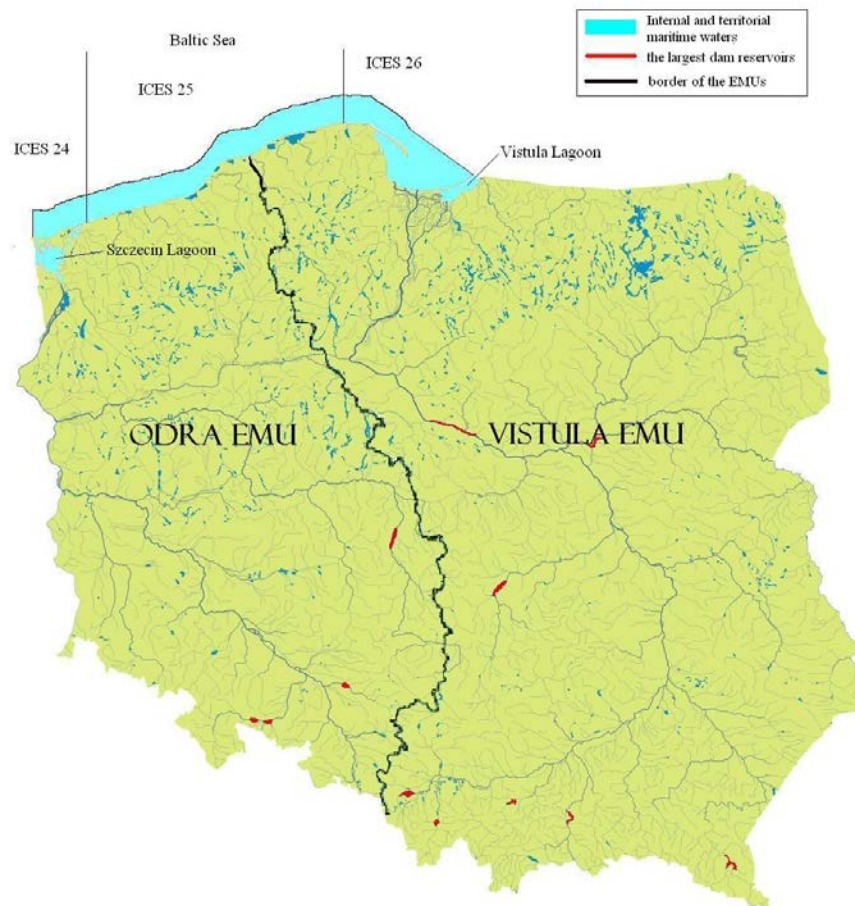 Baltic Sea
ICES 24
ICES 25
ICES 26
Internal and territorial
maritime waters
the largest dam reservoirs
border of the EMUs
Vistula Lagoon
Szczecin Lagoon
ODRA EMU
VISTULA EMU